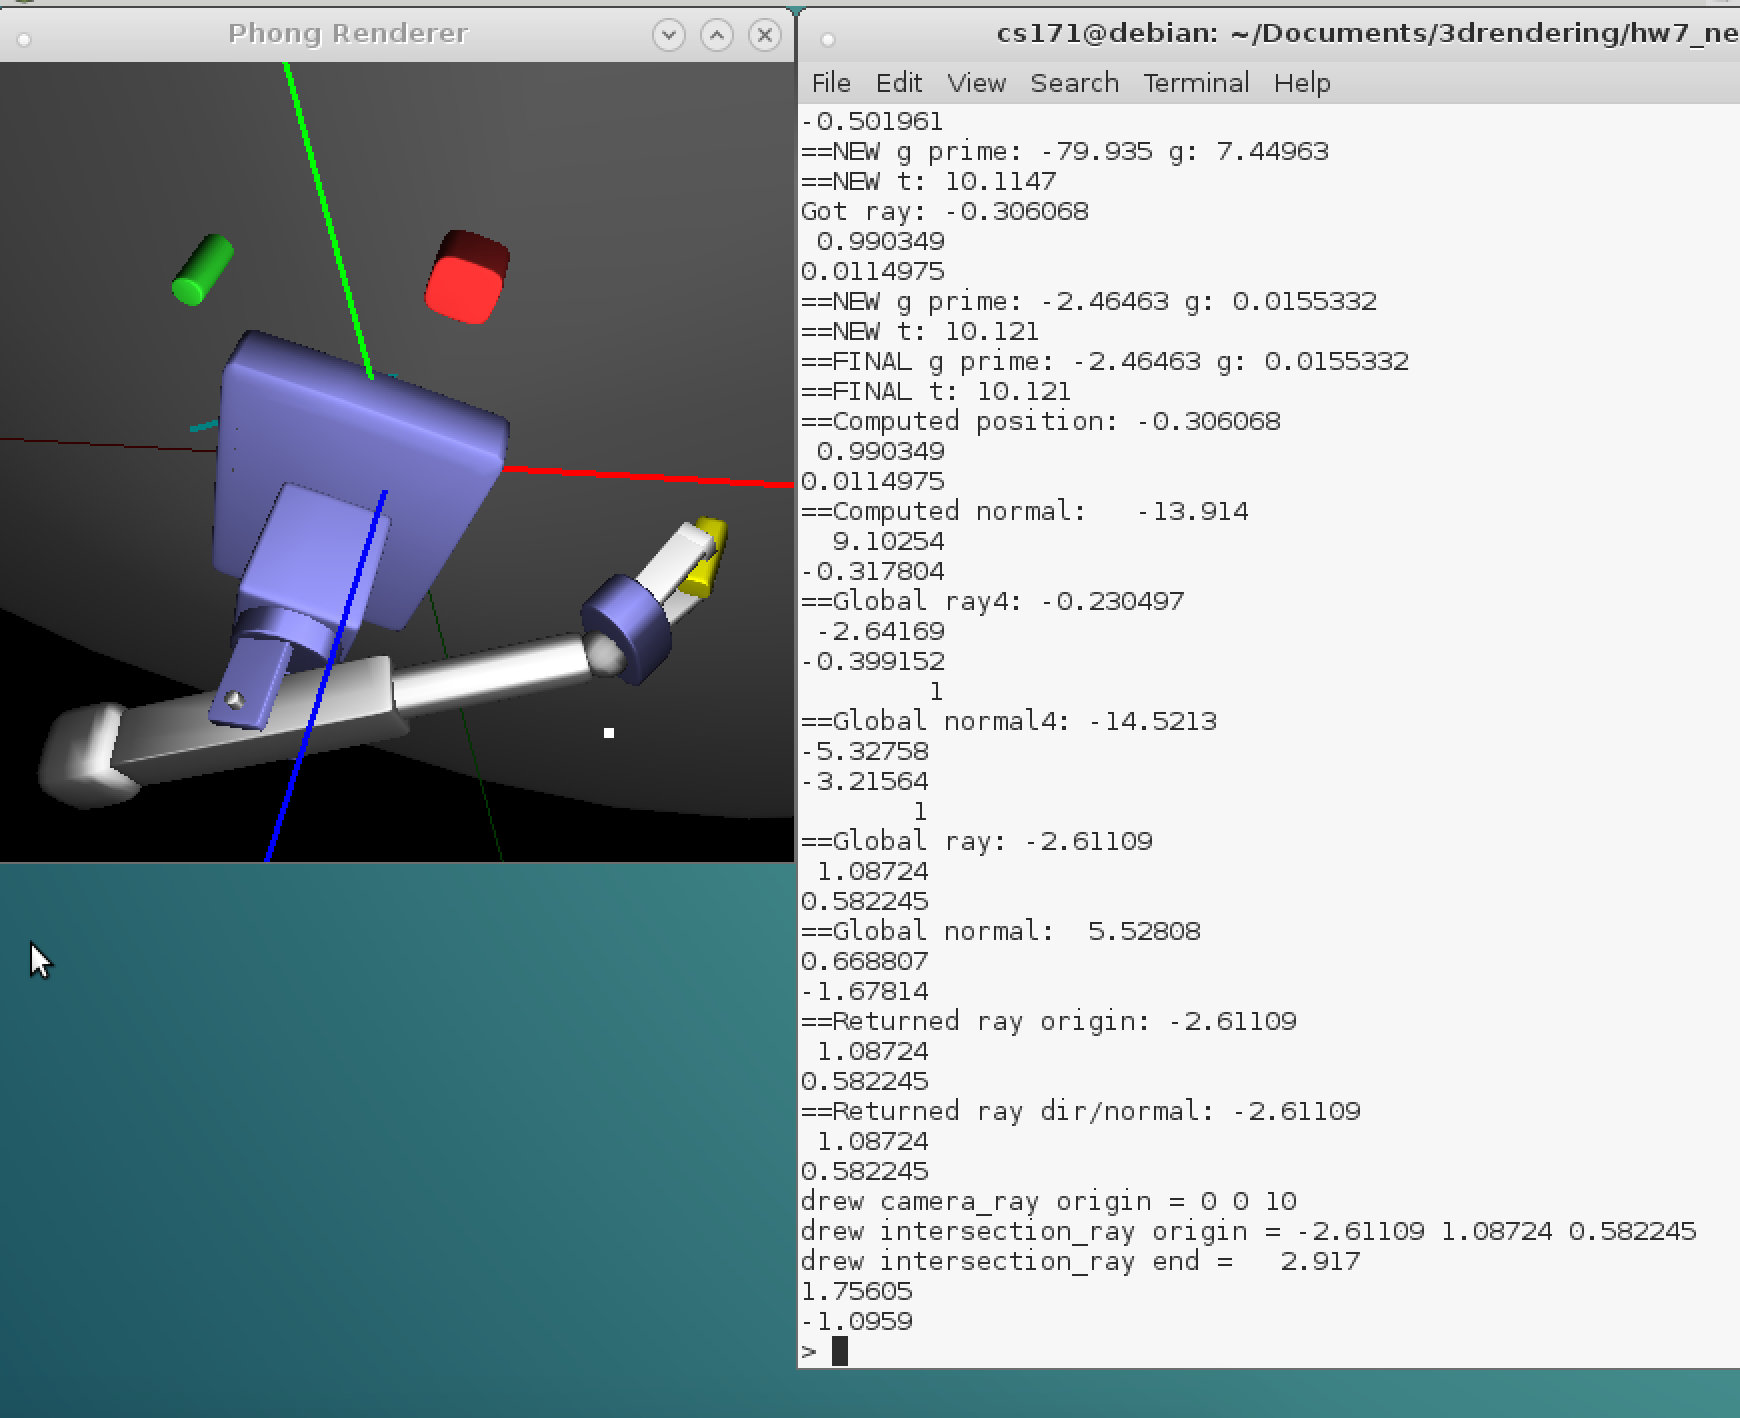 Phong Renderer
cs171@debian: ~/Documents/3drendering/hw7_ne
File Edit View Search Terminal Help
-0.501961
==NEW g prime: -79.935 g: 7.44963
==NEW t: 10.1147
Got ray: -0.306068
0.990349
0.0114975
==NEW g prime: -2.46463 g: 0.0155332
==NEW t: 10.121
==FINAL g prime: -2.46463 g: 0.0155332
==FINAL t: 10.121
==Computed position: -0.306068
0.990349
0.0114975
==Computed normal:   -13.914
9.10254
-0.317804
==Global ray4: -0.230497
-2.64169
-0.399152
1
==Global normal4: -14.5213
-5.32758
-3.21564
1
==Global ray: -2.61109
1.08724
0.582245
==Global normal:  5.52808
0.668807
-1.67814
==Returned ray origin: -2.61109
1.08724
0.582245
==Returned ray dir/normal: -2.61109
1.08724
0.582245
drew camera_ray origin = 0 0 10
drew intersection_ray origin = -2.61109 1.08724 0.582245
drew intersection_ray end =   2.917
1.75605
-1.0959
>